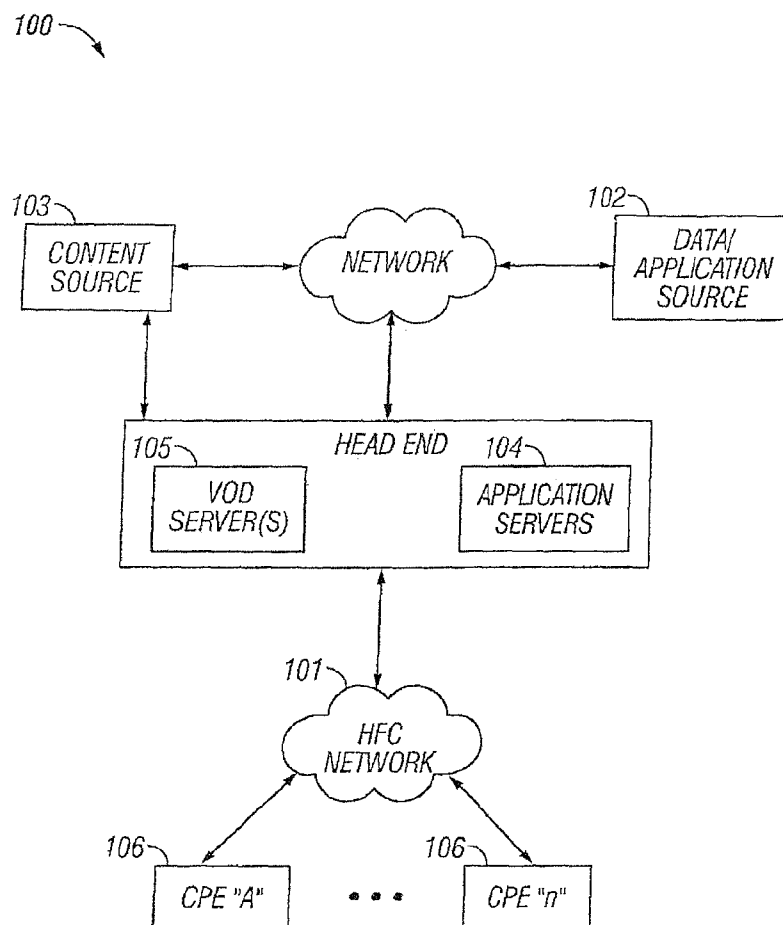 100
103
CONTENT
SOURCE
NETWORK
102
DATA/
APPLICATION
SOURCE
HEAD END
105
VOD
SERVER(S)
104
APPLICATION
SERVERS
101
HFC
NETWORK
106
CPE "A"
106
CPE "n"